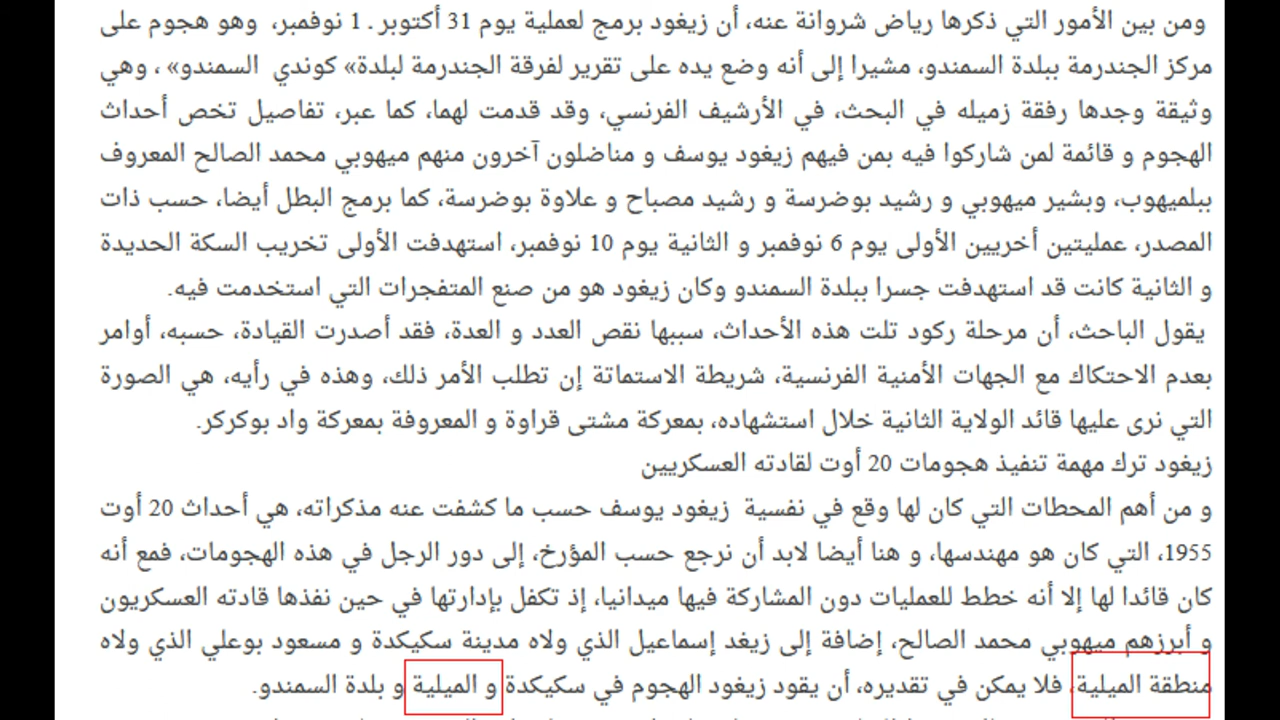 ومن بين الأمور التي ذكرها رياض شروانة عنه، أن زيغود برمج لعملية يوم 31 أكتوبر ـ 1 نوفمبر، وهو هجوم على
مركز الجندرمة ببلدة السمندو، مشيرا إلى أنه وضع يده على تقرير لفرقة الجندرمة لبلدة« كوندي السمندو» ، وهي
وثيقة وجدها رفقة زميله في البحث، في الأرشيف الفرنسي، وقد قدمت لهما، كما عبر، تفاصيل تخص أحداث
الهجوم و قائمة لمن شاركوا فيه بمن فيهم زيغود يوسف و مناضلون آخرون منهم ميهوبي محمد الصالح المعروف
ببلميهوب، وبشير ميهوبي و رشيد بوضرسة و رشيد مصباح و علاوة بوضرسة، كما برمج البطل أيضا، حسب ذات
المصدر، عمليتين أخريين الأولى يوم 6 نوفمبر و الثانية يوم 10 نوفمبر، استهدفت الأولى تخريب السكة الحديدة
و الثانية كانت قد استهدفت جسرا ببلدة السمندو وكان زيغود هو من صنع المتفجرات التي استخدمت فيه.
يقول الباحث، أن مرحلة ركود تلت هذه الأحداث، سببها نقص العدد و العدة، فقد أصدرت القيادة، حسبه، أوامر
بعدم الاحتكاك مع الجهات الأمنية الفرنسية، شريطة الاستماتة إن تطلب الأمر ذلك، وهذه في رأيه، هي الصورة
التي نرى عليها قائد الولاية الثانية خلال استشهاده، بمعركة مشتى قراوة و المعروفة بمعركة واد بوكركر.
زيغود ترك مهمة تنفيذ هجومات 20 أوت لقادته العسكريين
و من أهم المحطات التي كان لها وقع في نفسية زيغود يوسف حسب ما كشفت عنه مذكراته، هي أحداث 20 أوت
1955، التي كان هو مهندسها، و هنا أيضا لابد أن نرجع حسب المؤرخ، إلى دور الرجل في هذه الهجومات، فمع أنه
كان قائدا لها إلا أنه خطط للعمليات دون المشاركة فيها ميدانيا، إذ تكفل بإدارتها في حين نفذها قادته العسكريون
و أبرزهم ميهوبي محمد الصالح، إضافة إلى زيغد إسماعيل الذي ولاه مدينة سكيكدة و مسعود بوعلي الذي ولاه
منطقة الميلية، فلا يمكن في تقديره، أن يقود زيغود الهجوم في سكيكدة و الميلية و بلدة السمندو.